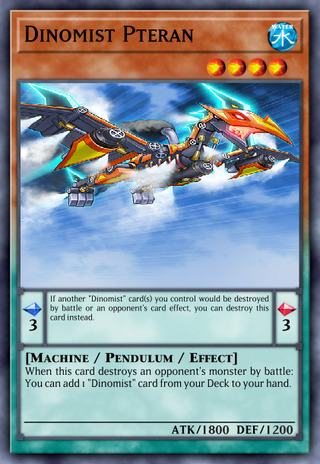 Dinomist Pteran
WATER
水
If another "Dinomist" card(s) you control would be destroyed
by battle or an opponent's card effect, you can destroy this
card instead.
3
3
[Machine / Pendulum / Effect]
When this card destroys an opponent's monster by battle:
You can add 1 "Dinomist" card from your Deck to your hand.
ATK/1800 DEF/1200